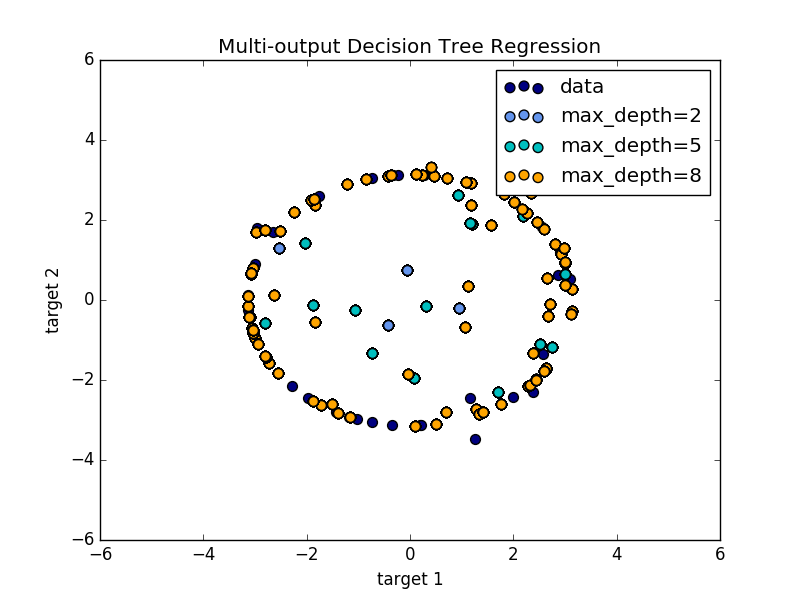 Multi-output Decision Tree Regression
data
max_depth=2
max_depth=5
max_depth=8
6
4
2
0
−2
−4
−6
target 2
−6 −4 −2 0 2 4 6
target 1